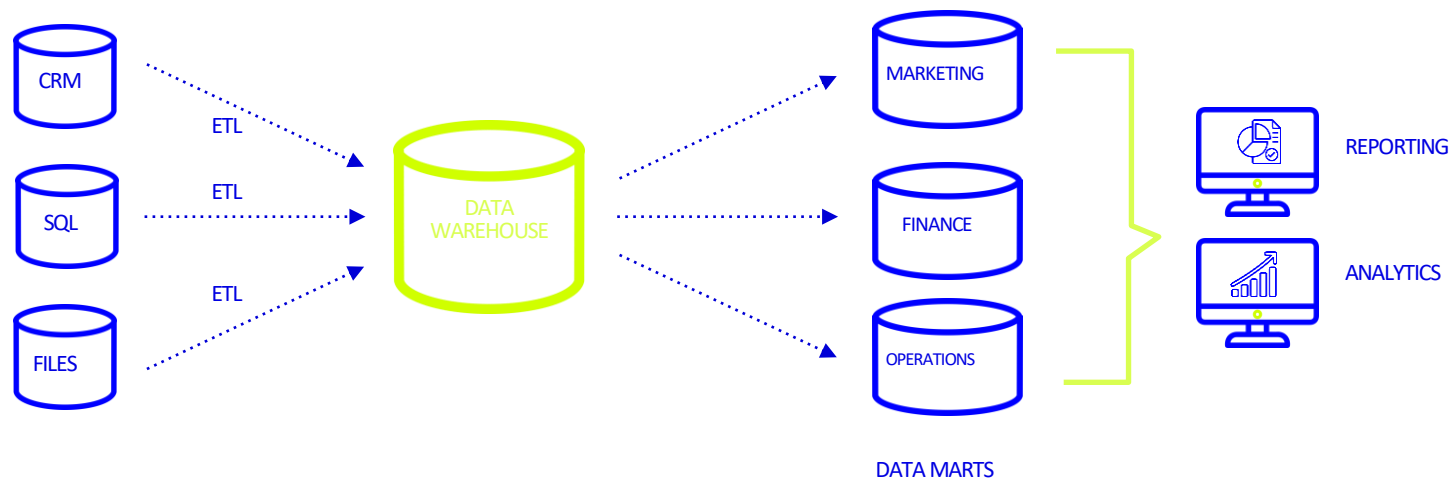 CRM
ETL
SQL
ETL
FILES
ETL
DATA
WAREHOUSE
MARKETING
FINANCE
OPERATIONS
DATA MARTS
REPORTING
ANALYTICS